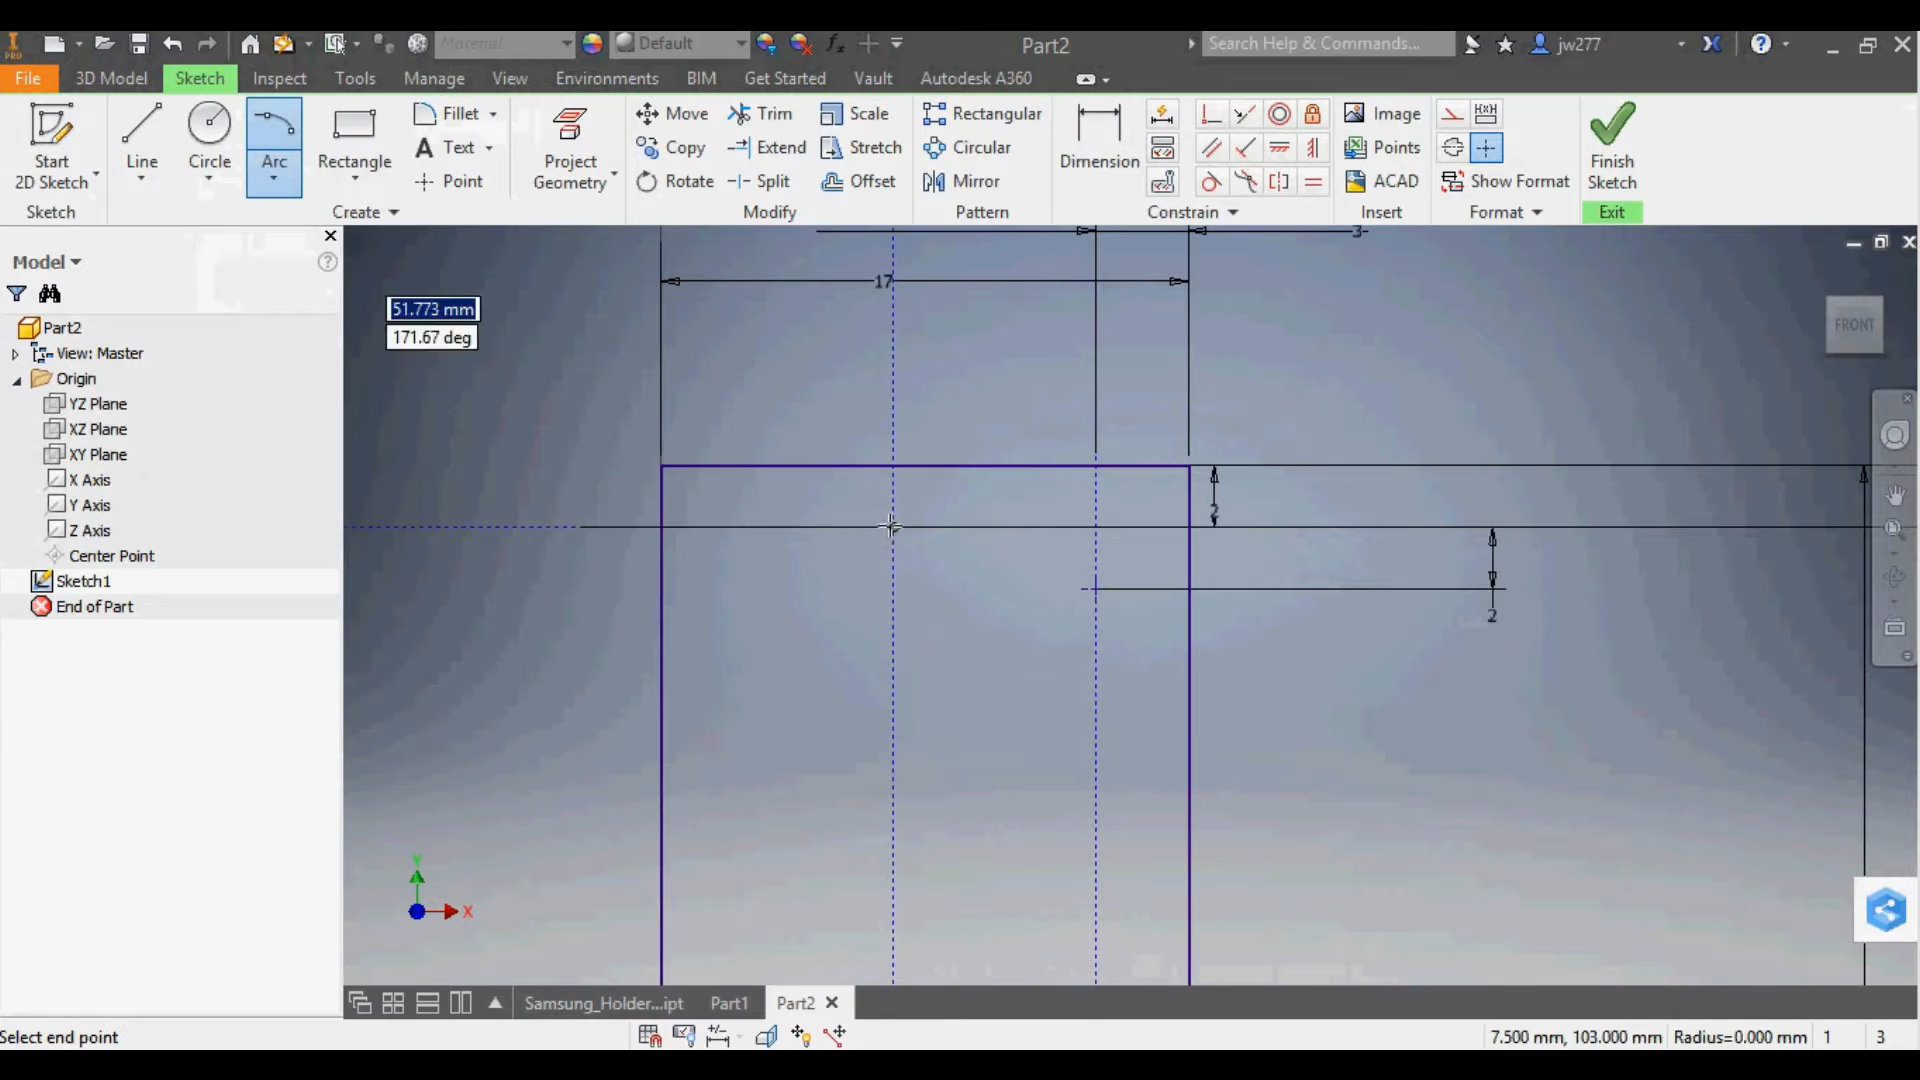 PRO
Material
Default
fx
Part2
Search Help & Commands...
jw277
File
3D Model
Sketch
Inspect
Tools
Manage
View
Environments
BIM
Get Started
Vault
Autodesk A360
Start
2D Sketch
Line
Circle
Arc
Rectangle
Fillet
A Text
Point
Create
Sketch
Project
Geometry
Move
Copy
Rotate
Trim
Extend
Split
Scale
Stretch
Offset
Modify
Rectangular
Circular
Mirror
Pattern
Dimension
Constrain
Image
Points
ACAD
Insert
Show Format
Format
Finish
Sketch
Exit
Model
Part2
View: Master
Origin
YZ Plane
XZ Plane
XY Plane
X Axis
Y Axis
Z Axis
Center Point
Sketch1
End of Part
51.773 mm
171.67 deg
17
3
2
2
FRONT
Y
X
Samsung_Holder...ipt
Part1
Part2
Select end point
7.500 mm, 103.000 mm
Radius=0.000 mm
1
3